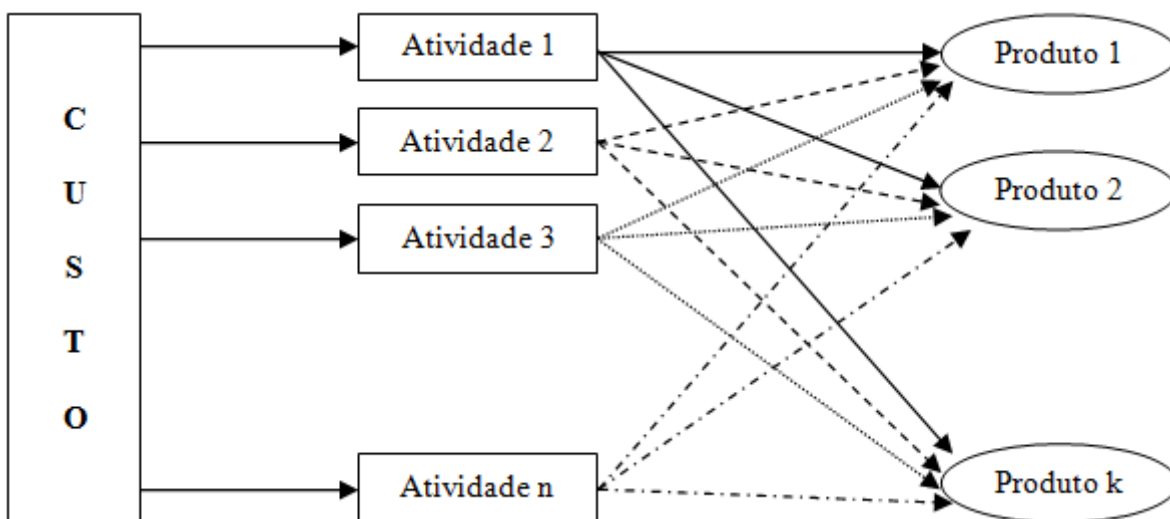 C
U
S
T
O
Atividade 1
Atividade 2
Atividade 3
Atividade n
Produto 1
Produto 2
Produto k